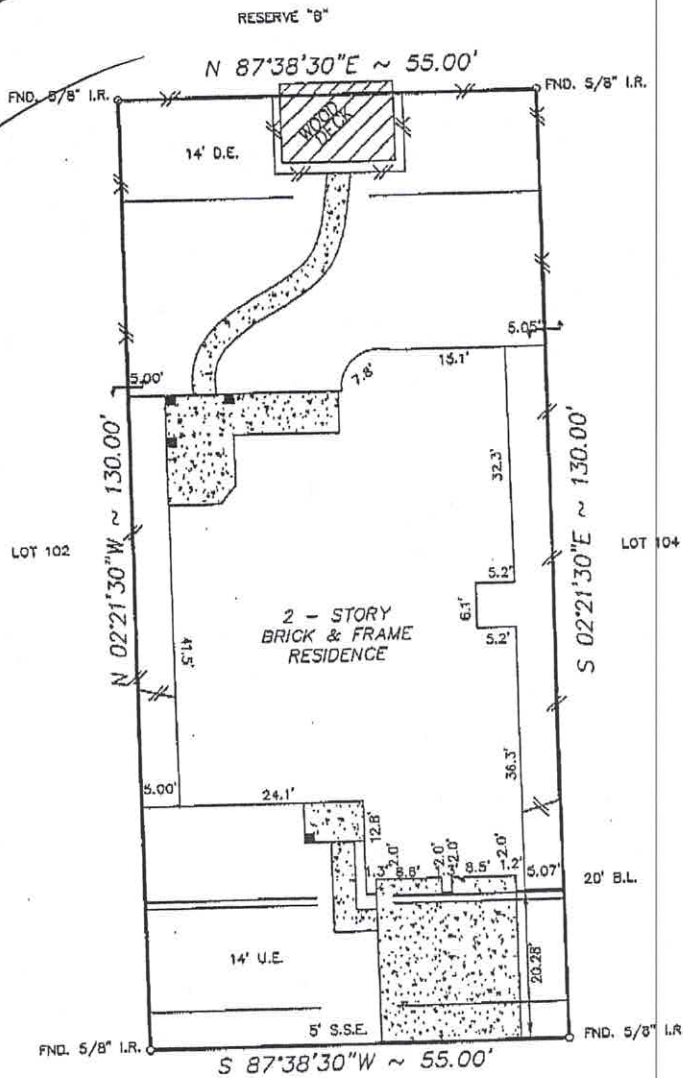 RESERVE "B"
N 87°38'30"E ~ 55.00'
FND. 5/8" I.R.
FND. 5/8" I.R.
WOOD
DECK
14' D.E.
5.05'
15.1'
7.8'
5.00'
N 02°21'30"W ~ 130.00'
S 02°21'30"E ~ 130.00'
32.3'
LOT 102
LOT 104
5.2'
6.1'
5.2'
2 - STORY
BRICK & FRAME
RESIDENCE
41.5'
36.3'
5.00'
24.1'
12.8'
1.3'
2.0'
8.6'
2.0'
2.0'
8.5'
2.0'
1.2'
5.07'
20' B.L.
14' U.E.
20.28'
5' S.S.E.
FND. 5/8" I.R.
FND. 5/8" I.R.
S 87°38'30"W ~ 55.00'